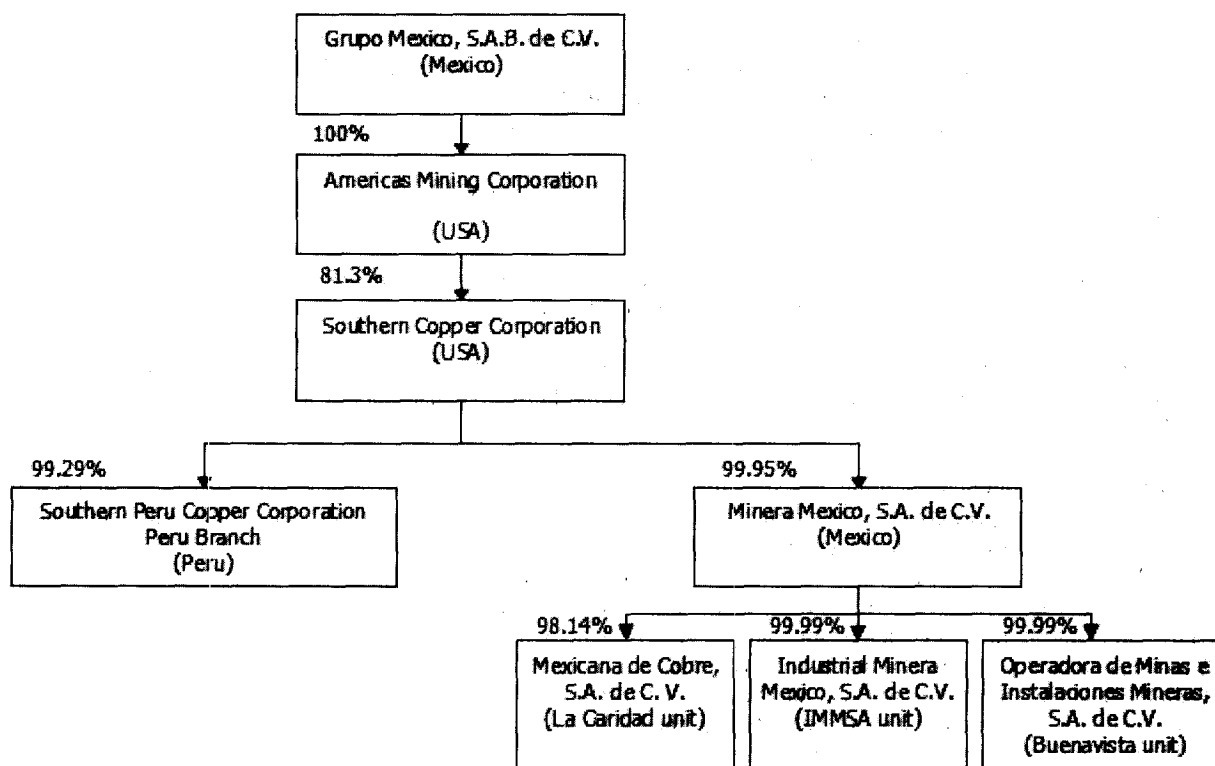 Grupo Mexico, S.A.B. de C.V.
(Mexico)
100%
Americas Mining Corporation
(USA)
81.3%
Southern Copper Corporation
(USA)
99.29%
Southern Peru Copper Corporation
Peru Branch
(Peru)
99.95%
Minera Mexico, S.A. de C.V.
(Mexico)
98.14%
Mexicana de Cobre,
S.A. de C. V.
(La Caridad unit)
99.99%
Industrial Minera
Mexico, S.A. de C.V.
(IMMSA unit)
99.99%
Operadora de Minas e
Instalaciones Mineras,
S.A. de C.V.
(Buenavista unit)